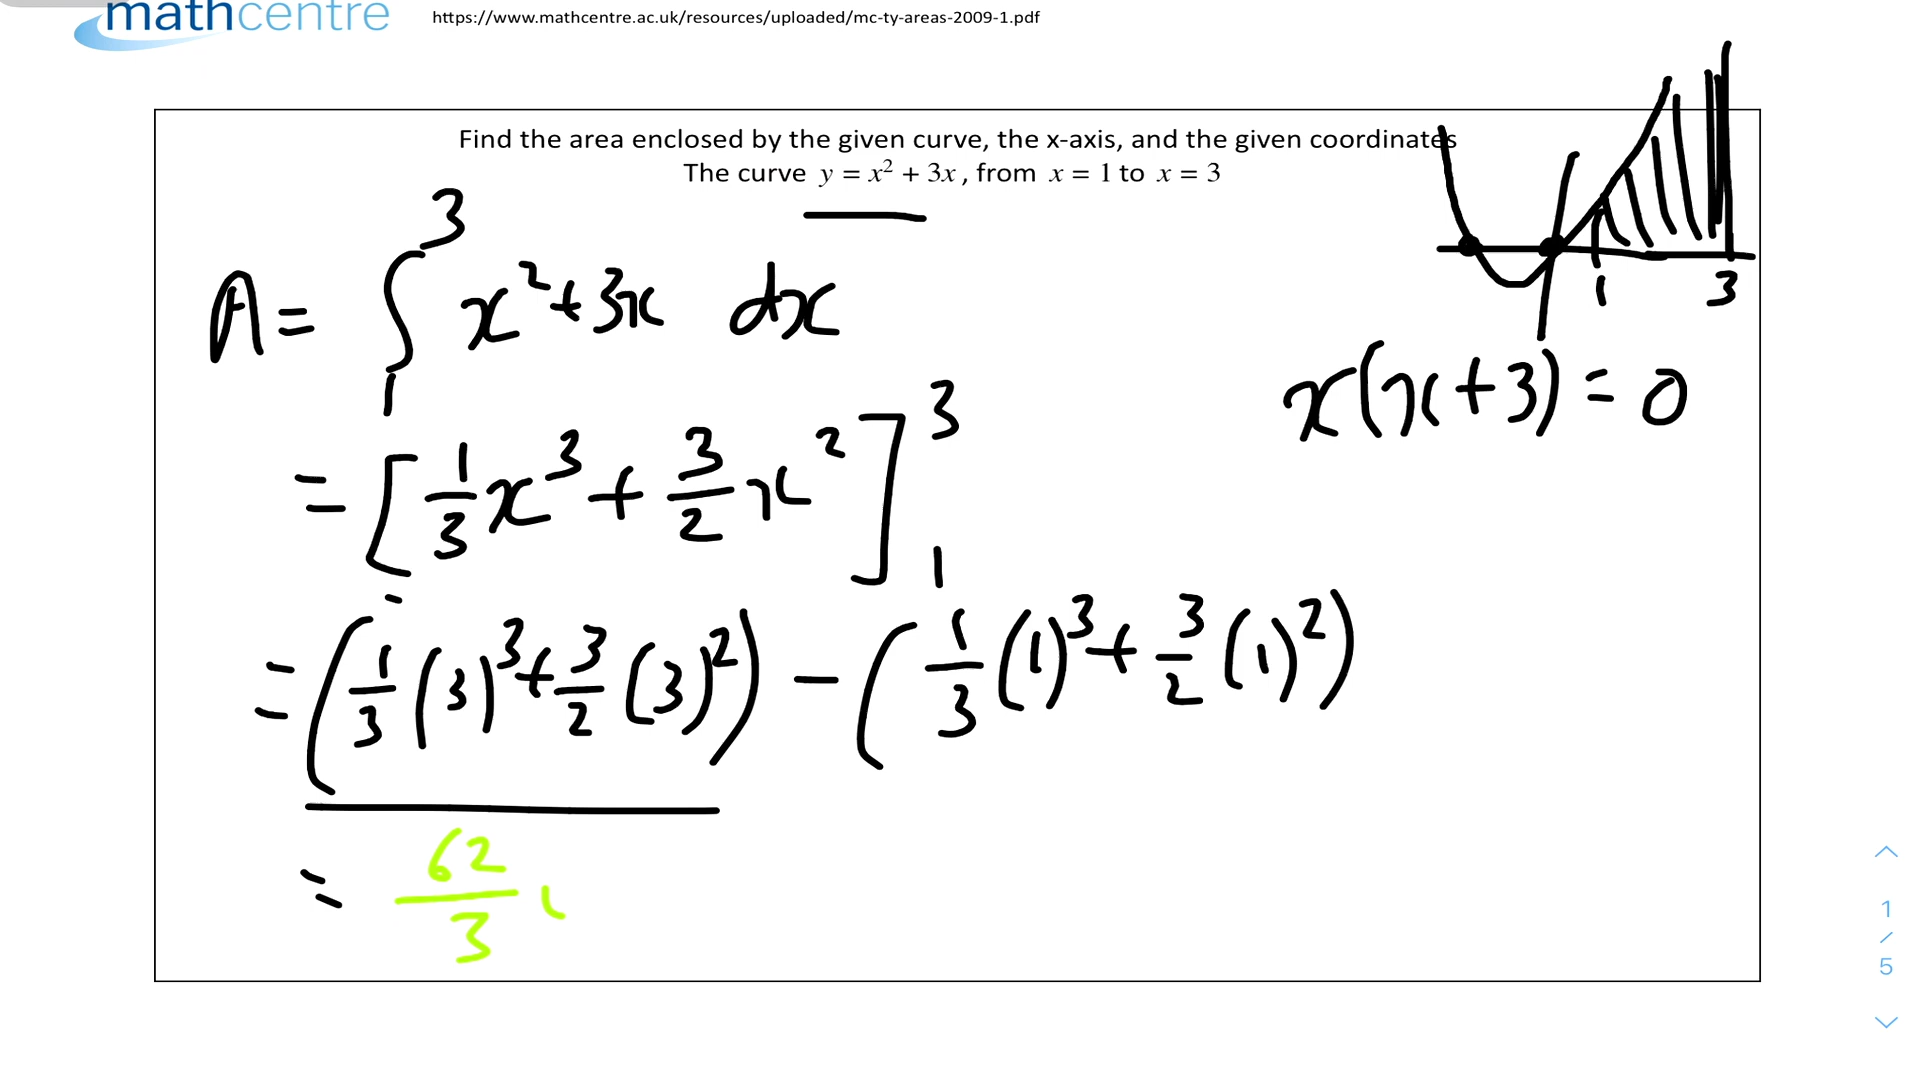 mathcentre https://www.mathcentre.ac.uk/resources/uploaded/mc-ty-areas-2009-1.pdf
Find the area enclosed by the given curve, the x-axis, and the given coordinates
The curve y = x² + 3x, from x = 1 to x = 3
A = ∫₁³ x² + 3x dx
1 3
x(x+3) = 0
= [1/3 x³ + 3/2 x²]₁³
= (1/3 (3)³ + 3/2 (3)²) - (1/3 (1)³ + 3/2 (1)²)
= 62/3
1
/
5